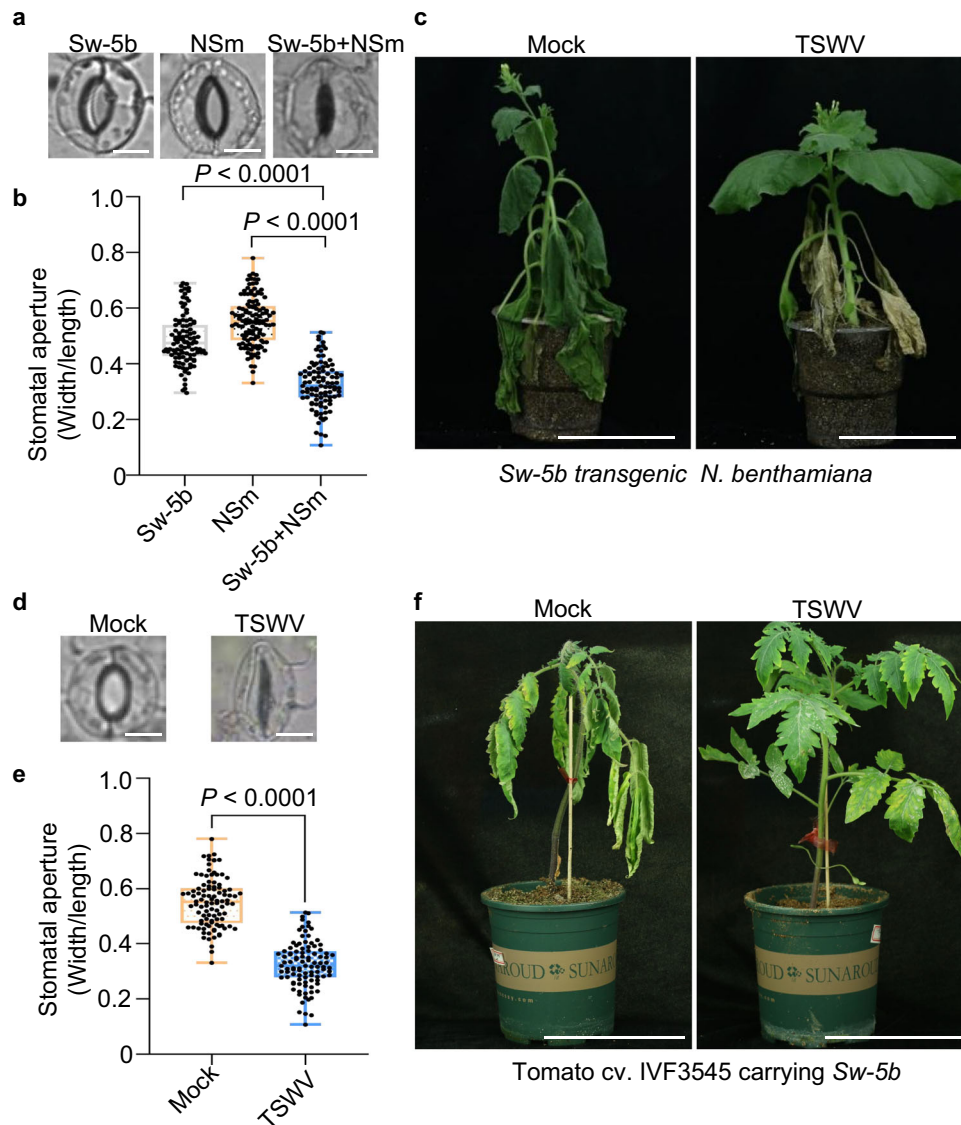 a
Sw-5b NSm Sw-5b+NSm
b
P < 0.0001
P < 0.0001
1.0
0.8
0.6
0.4
0.2
0
Stomatal aperture
(Width/length)
Sw-5b
NSm
Sw-5b+NSm
c
Mock TSWV
Sw-5b transgenic N. benthamiana
d
Mock TSWV
e
P < 0.0001
1.0
0.8
0.6
0.4
0.2
0
Stomatal aperture
(Width/length)
Mock
TSWV
f
Mock TSWV
SUNAROUD
OUD SUNAROUD
Tomato cv. IVF3545 carrying Sw-5b